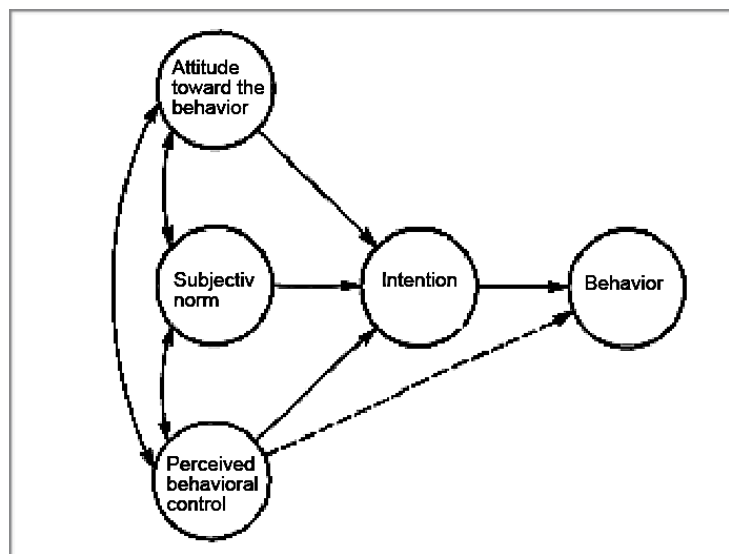 Attitude
toward the
behavior
Subjectiv
norm
Intention
Behavior
Perceived
behavioral
control